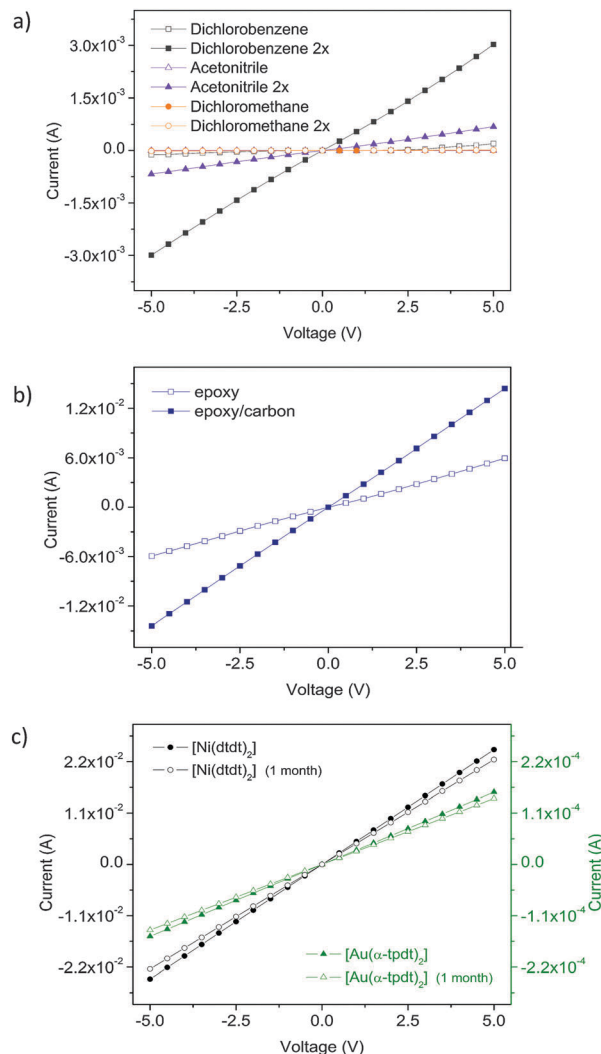 a)
3.0x10⁻³
1.5x10⁻³
0.0
-1.5x10⁻³
-3.0x10⁻³
Current (A)
Dichlorobenzene
Dichlorobenzene 2x
Acetonitrile
Acetonitrile 2x
Dichloromethane
Dichloromethane 2x
-5.0 -2.5 0.0 2.5 5.0
Voltage (V)
b)
1.2x10⁻²
6.0x10⁻³
0.0
-6.0x10⁻³
-1.2x10⁻²
Current (A)
epoxy
epoxy/carbon
-5.0 -2.5 0.0 2.5 5.0
Voltage (V)
c)
2.2x10⁻²
1.1x10⁻²
0.0
-1.1x10⁻²
-2.2x10⁻²
Current (A)
[Ni(dtdt)₂]
[Ni(dtdt)₂] (1 month)
[Au(α-tpdt)₂]
[Au(α-tpdt)₂] (1 month)
2.2x10⁻⁴
1.1x10⁻⁴
0.0
-1.1x10⁻⁴
-2.2x10⁻⁴
Current (A)
-5.0 -2.5 0.0 2.5 5.0
Voltage (V)